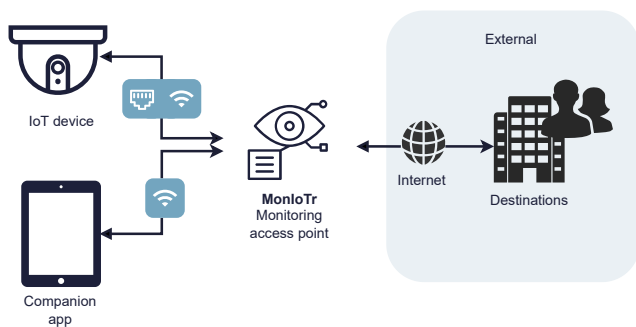 External
IoT device
MonIoTr
Monitoring
access point
Internet
Destinations
Companion
app